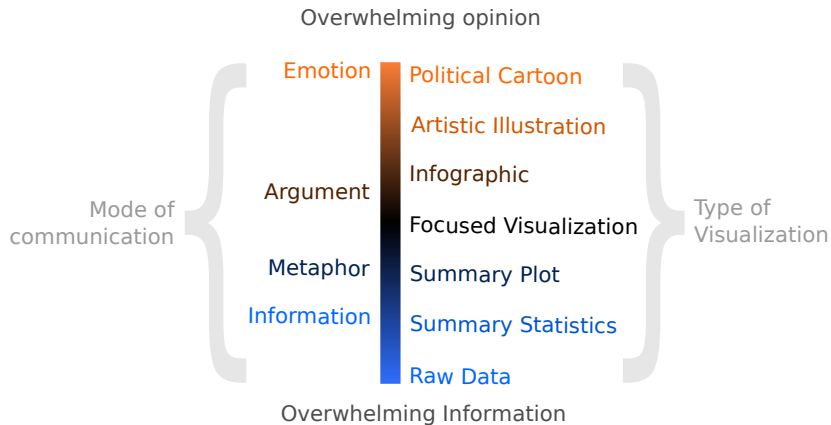 Overwhelming opinion
Emotion
Political Cartoon
Artistic Illustration
Infographic
Argument
Mode of
communication
Type of
Visualization
Focused Visualization
Metaphor
Summary Plot
Information
Summary Statistics
Raw Data
Overwhelming Information